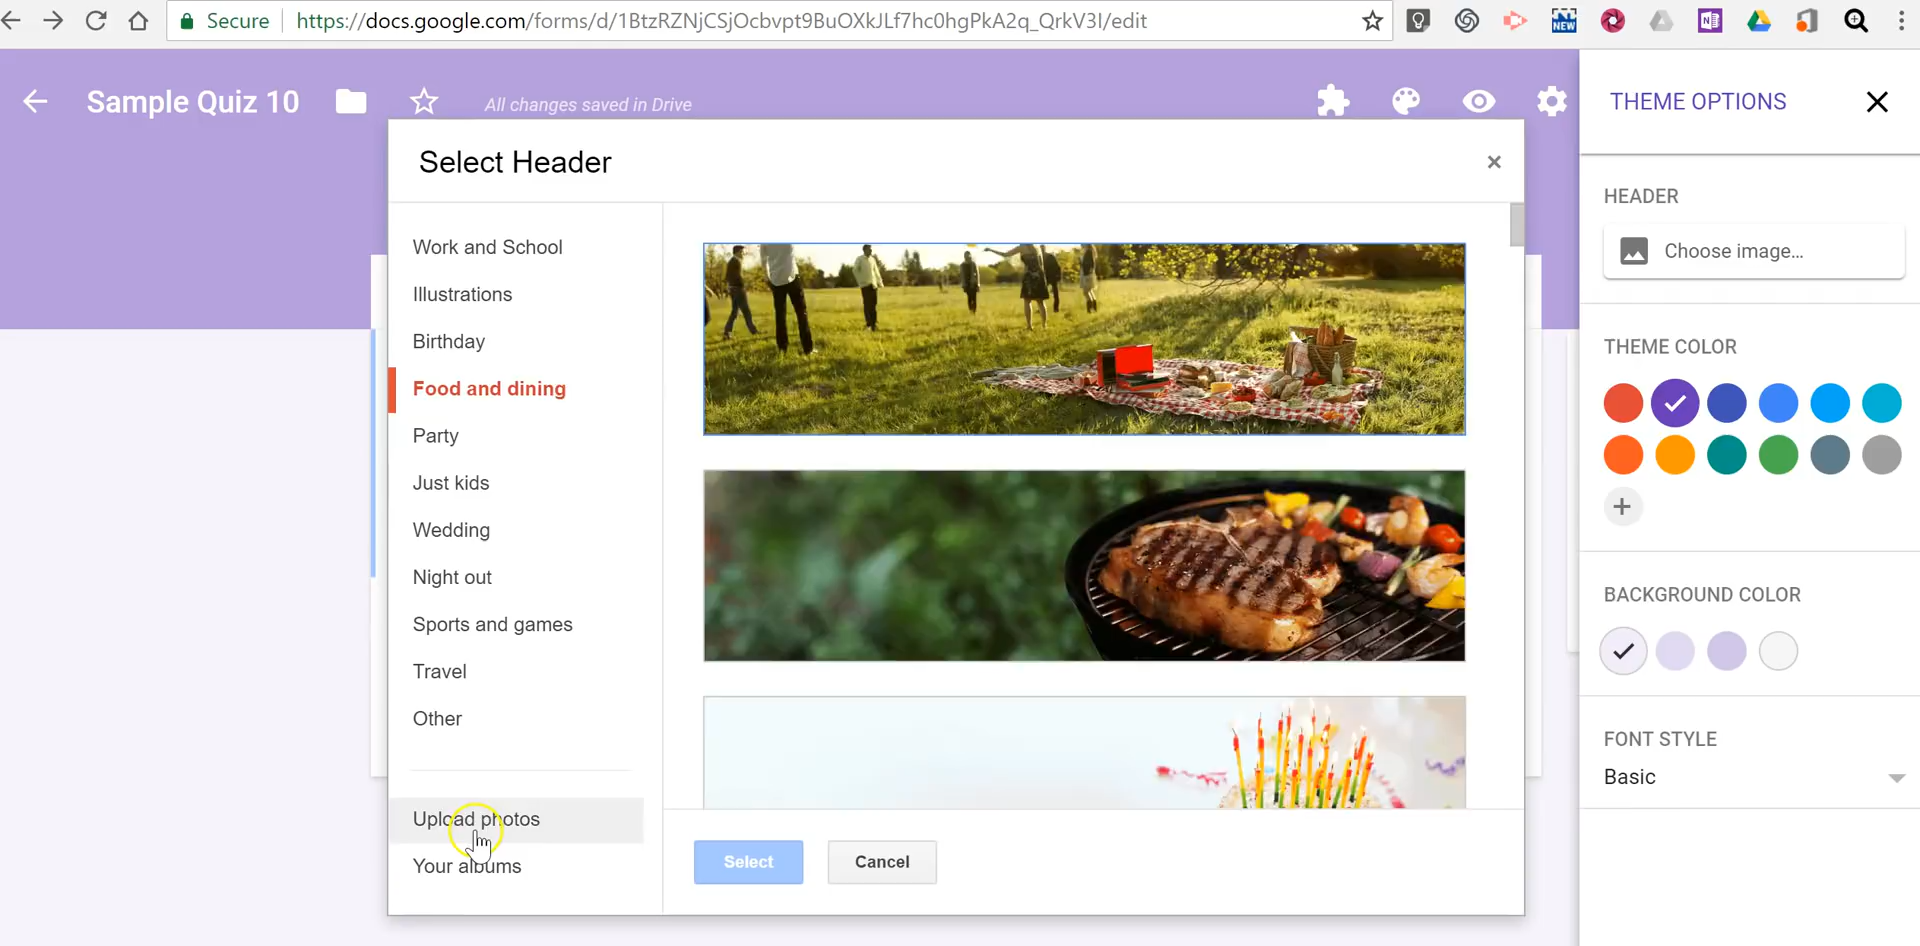 Secure https://docs.google.com/forms/d/1BtzRZNjCSjOcbvpt9BuOXkJLf7hc0hgPkA2q_QrkV3I/edit
NEW
N
Sample Quiz 10 All changes saved in Drive
THEME OPTIONS
Select Header
Work and School
Illustrations
Birthday
Food and dining
Party
Just kids
Wedding
Night out
Sports and games
Travel
Other
Upload photos
Your albums
Select Cancel
HEADER
Choose image...
THEME COLOR
BACKGROUND COLOR
FONT STYLE
Basic